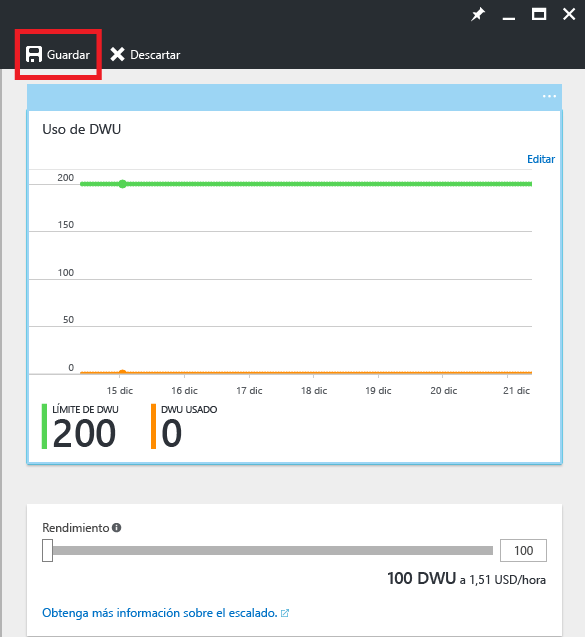 Guardar Descartar
...
Uso de DWU
Editar
200
150
100
50
0
15 dic 16 dic 17 dic 18 dic 19 dic 20 dic 21 dic
LÍMITE DE DWU DWU USADO
200 0
Rendimiento
100
100 DWU a 1,51 USD/hora
Obtenga más información sobre el escalado.